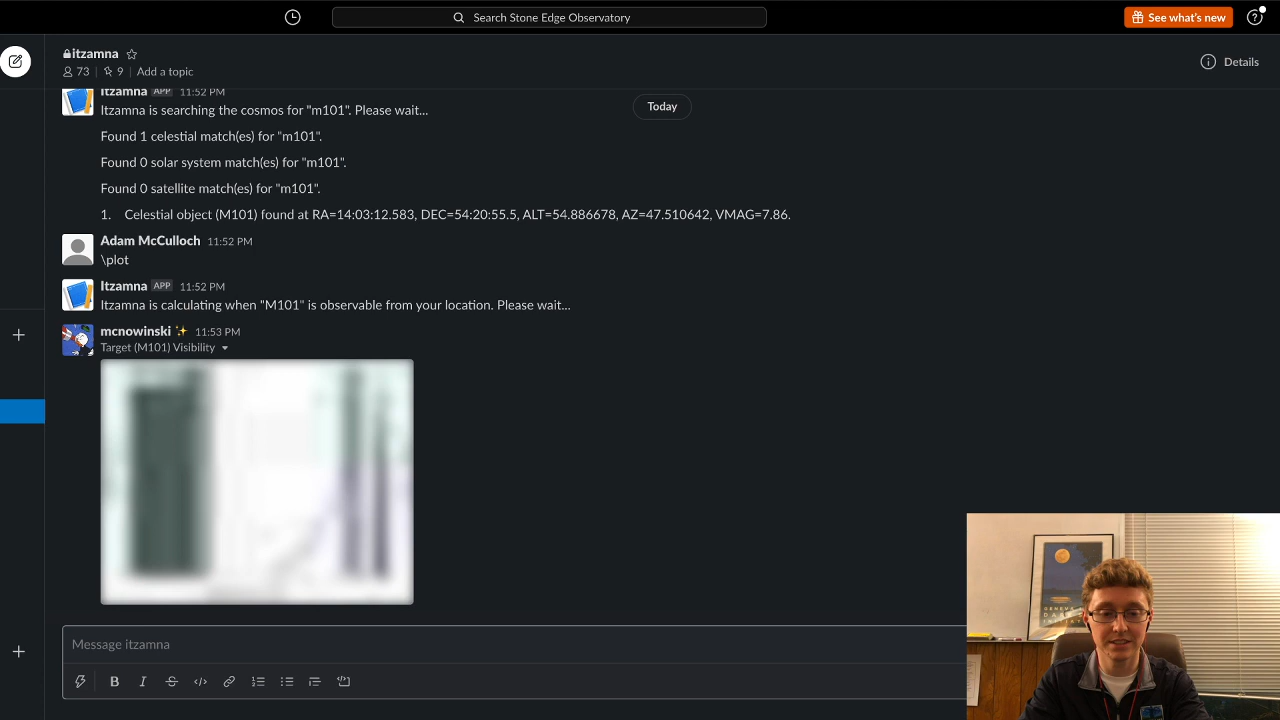 Search Stone Edge Observatory
See what's new
itzamna
73 | 9 | Add a topic
Details
Itzamna APP 11:52 PM
Today
Itzamna is searching the cosmos for "m101". Please wait...
Found 1 celestial match(es) for "m101".
Found 0 solar system match(es) for "m101".
Found 0 satellite match(es) for "m101".
1. Celestial object (M101) found at RA=14:03:12.583, DEC=54:20:55.5, ALT=54.886678, AZ=47.510642, VMAG=7.86.
Adam McCulloch 11:52 PM
\plot
Itzamna APP 11:52 PM
Itzamna is calculating when "M101" is observable from your location. Please wait...
mcnowinski 11:53 PM
Target (M101) Visibility
Message itzamna
B I S